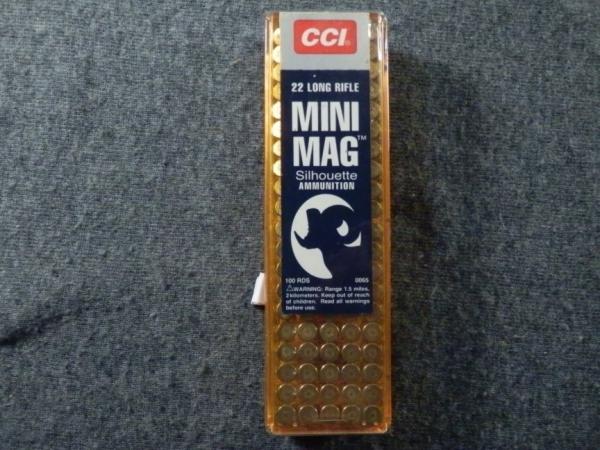 CCI
22 LONG RIFLE
MINI
MAG™
Silhouette
AMMUNITION
100 RDS 0065
⚠WARNING: Range 1.5 miles,
2 kilometers. Keep out of reach
of children. Read all warnings
before use.